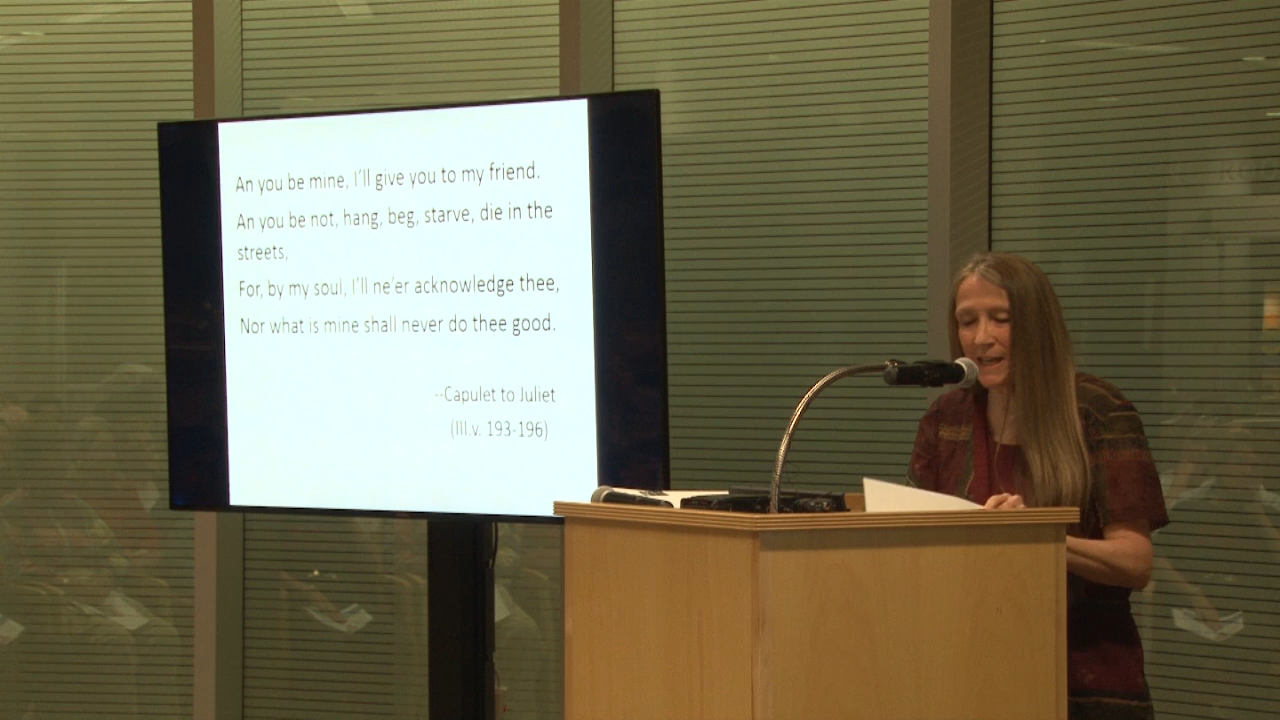 An you be mine, I'll give you to my friend.
An you be not, hang, beg, starve, die in the
streets,
For, by my soul, I'll ne'er acknowledge thee,
Nor what is mine shall never do thee good.
--Capulet to Juliet
(III.v. 193-196)